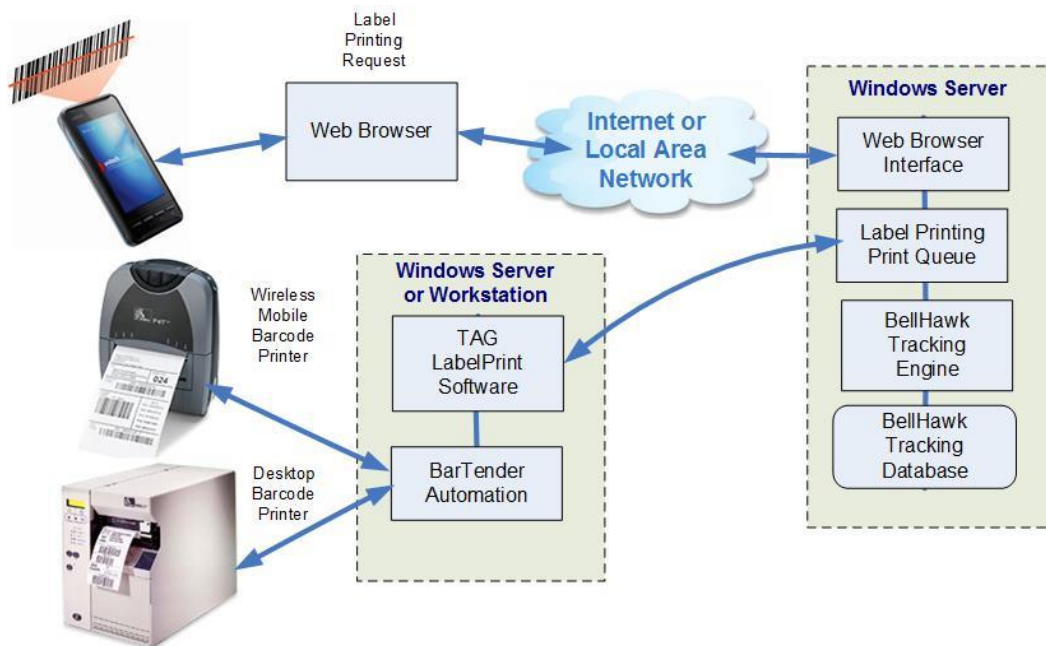 Label
Printing
Request
Web Browser
Internet or
Local Area
Network
Windows Server
Web Browser
Interface
Label Printing
Print Queue
BellHawk
Tracking
Engine
BellHawk
Tracking
Database
Windows Server
or Workstation
TAG
LabelPrint
Software
BarTender
Automation
Wireless
Mobile
Barcode
Printer
024
Desktop
Barcode
Printer